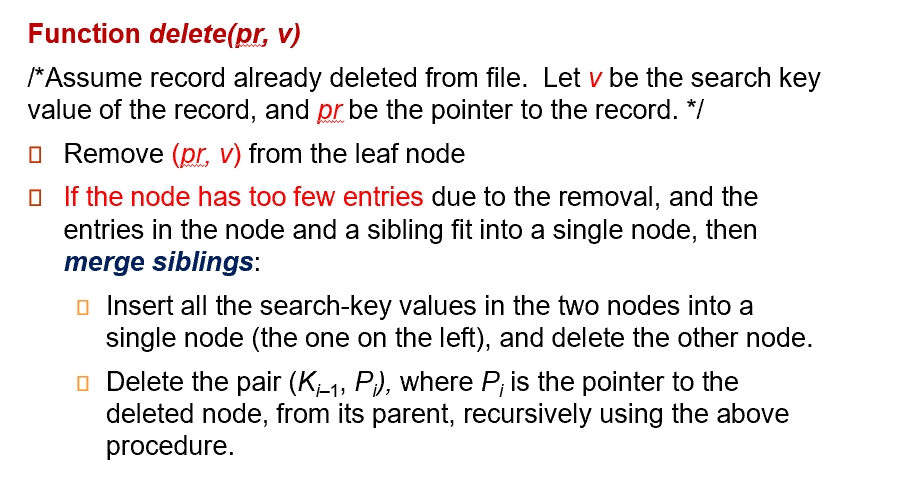 Function delete(pr, v)
/*Assume record already deleted from file.  Let v be the search key
value of the record, and pr be the pointer to the record. */
Remove (pr, v) from the leaf node
If the node has too few entries due to the removal, and the
entries in the node and a sibling fit into a single node, then
merge siblings:
Insert all the search-key values in the two nodes into a
single node (the one on the left), and delete the other node.
Delete the pair (Ki–1, Pi), where Pi is the pointer to the
deleted node, from its parent, recursively using the above
procedure.